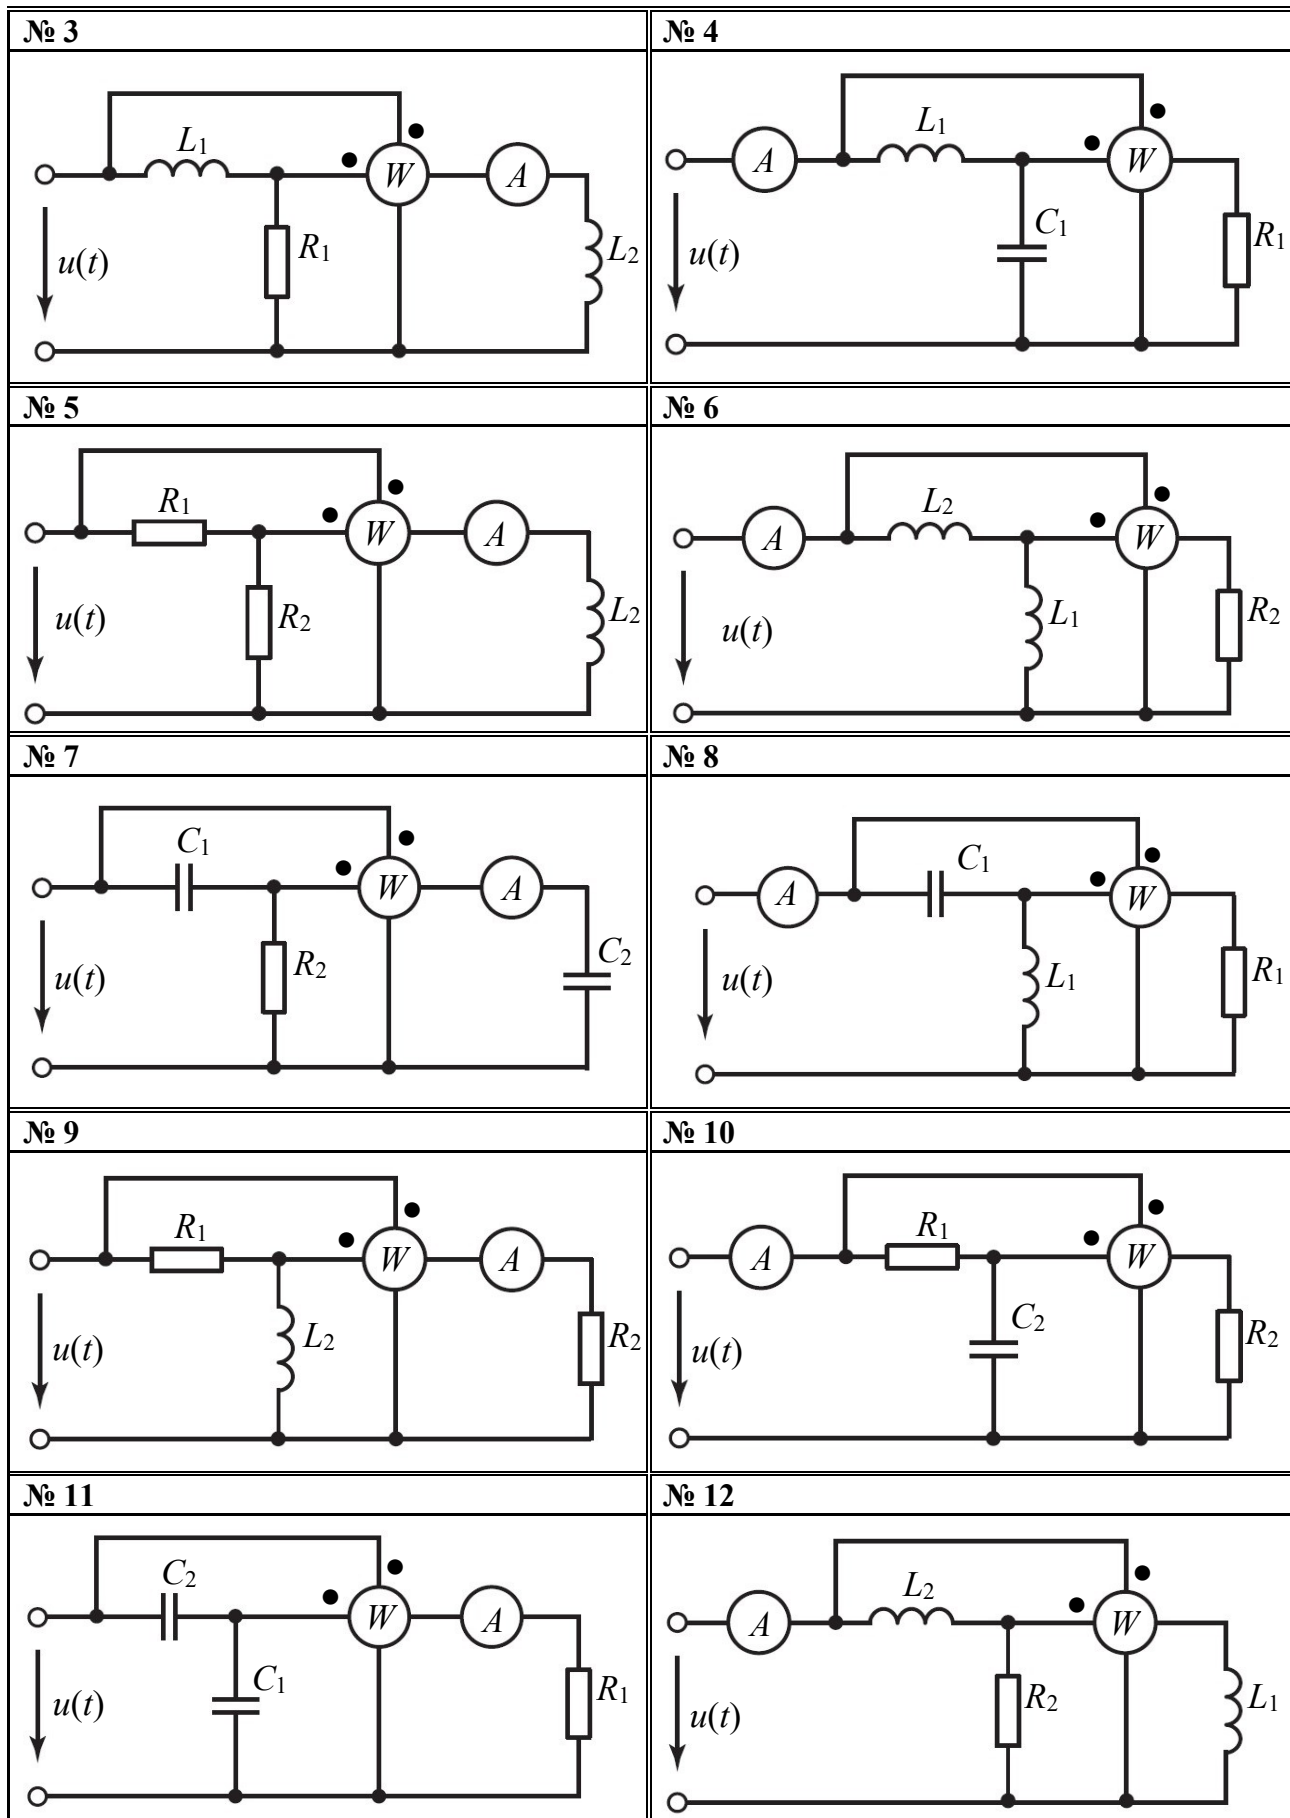 № 3
№ 4
L1
W
A
R1
L2
u(t)
A
L1
W
C1
R1
u(t)
№ 5
№ 6
R1
W
A
R2
L2
u(t)
A
L2
W
L1
R2
u(t)
№ 7
№ 8
C1
W
A
R2
C2
u(t)
A
C1
W
L1
R1
u(t)
№ 9
№ 10
R1
W
A
L2
R2
u(t)
A
R1
W
C2
R2
u(t)
№ 11
№ 12
C2
W
A
C1
R1
u(t)
A
L2
W
R2
L1
u(t)